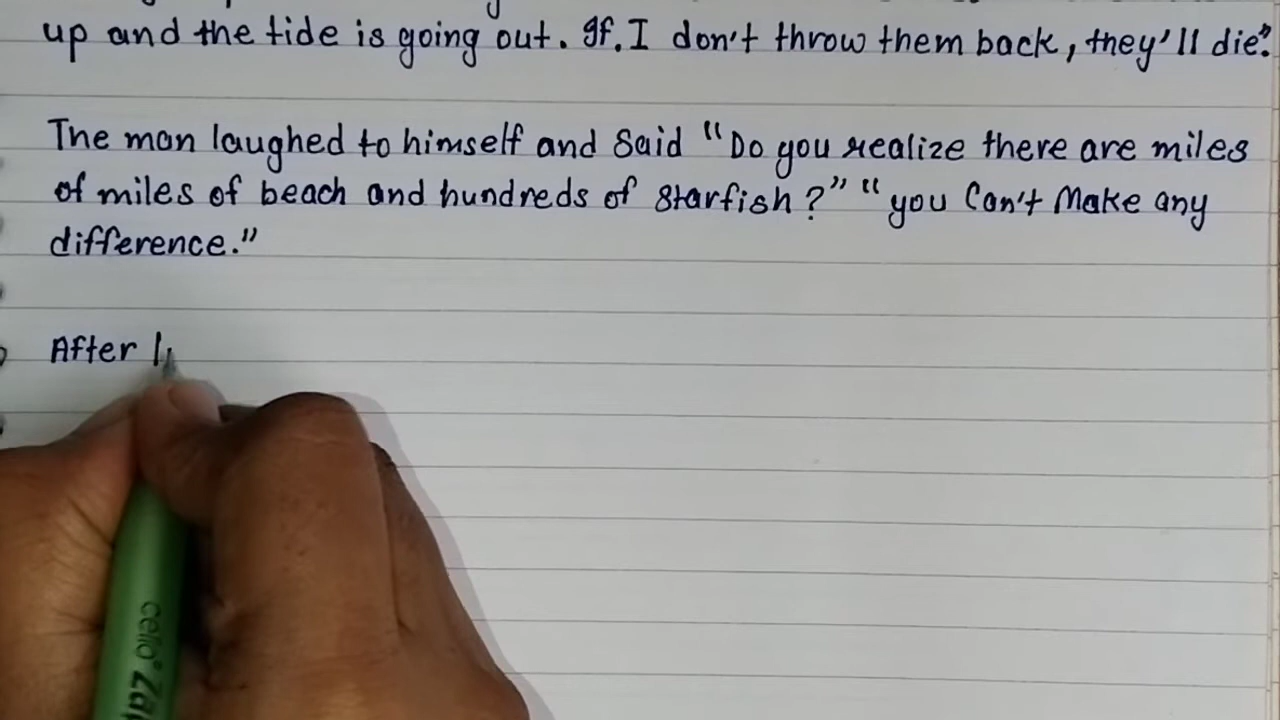 up and the tide is going out. If. I don't throw them back, they'll die".
The man laughed to himself and Said "Do you realize there are miles
of miles of beach and hundreds of Starfish ?" "you Can't Make any
difference."
After
cello Za